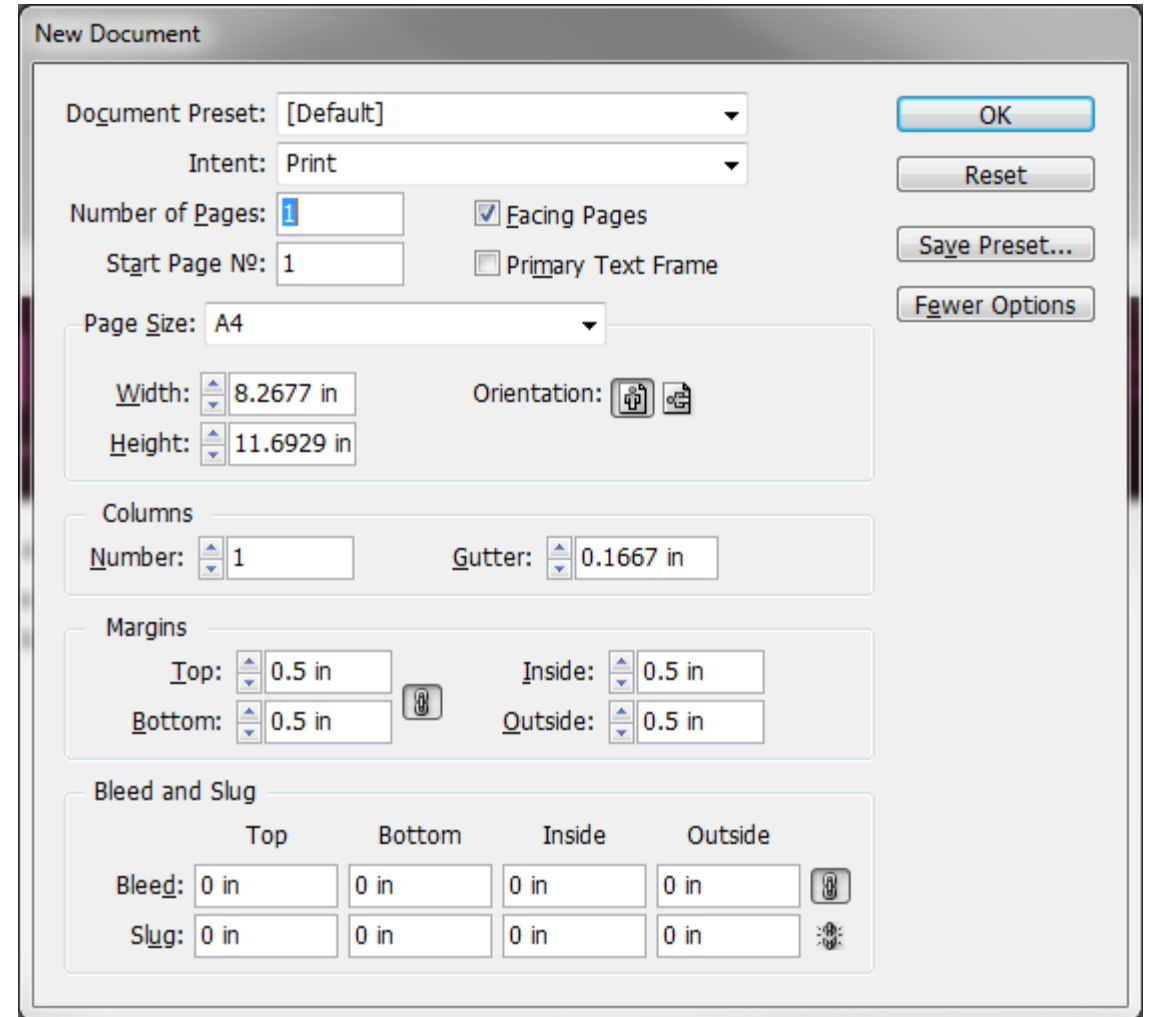 New Document
Document Preset: [Default]
OK
Intent: Print
Reset
Number of Pages: 1
Facing Pages
Save Preset...
Start Page Nº: 1
Primary Text Frame
Fewer Options
Page Size: A4
Width: 8.2677 in
Orientation:
Height: 11.6929 in
Columns
Number: 1
Gutter: 0.1667 in
Margins
Top: 0.5 in
Inside: 0.5 in
Bottom: 0.5 in
Outside: 0.5 in
Bleed and Slug
Top Bottom Inside Outside
Bleed: 0 in 0 in 0 in 0 in
Slug: 0 in 0 in 0 in 0 in